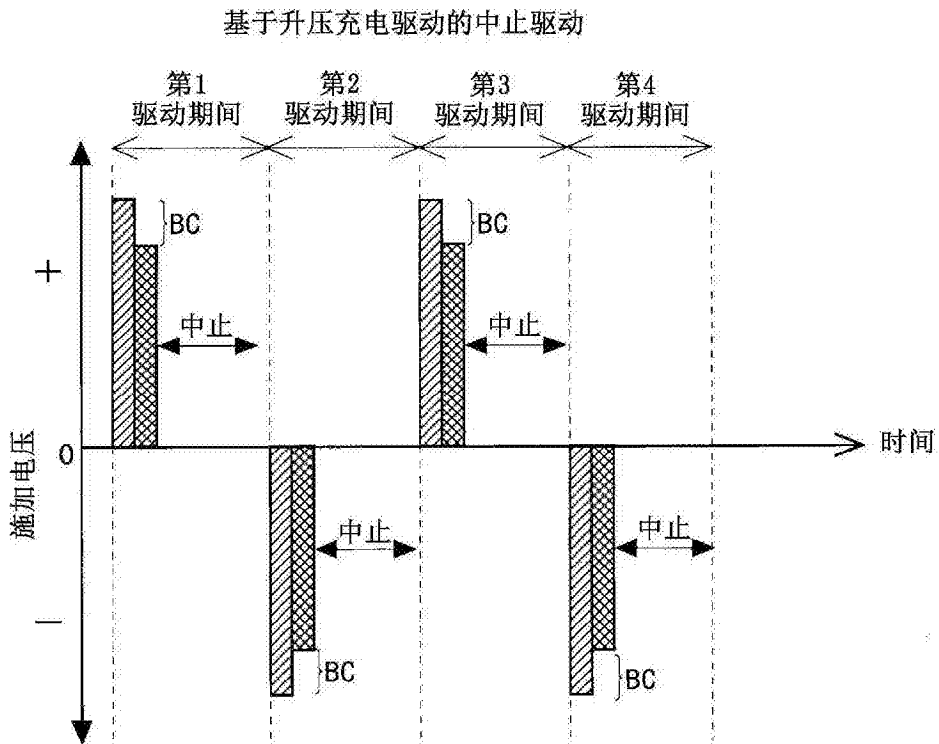 基于升压充电驱动的中止驱动
第1
驱动期间
第2
驱动期间
第3
驱动期间
第4
驱动期间
BC
BC
+
中止
中止
0
时间
施加电压
中止
中止
−
BC
BC